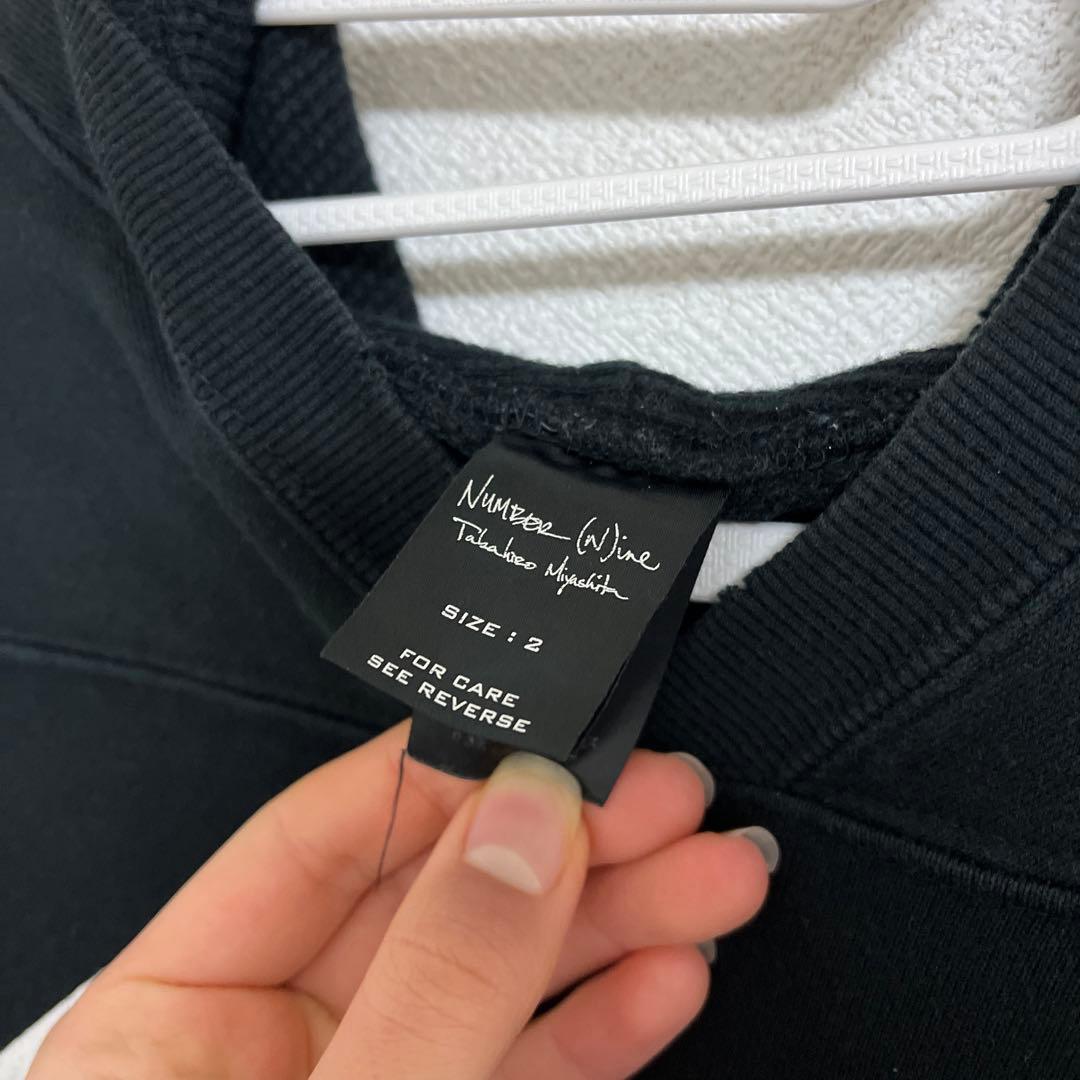 NUMBER (N)ine
Takahiro Miyashita
SIZE : 2
FOR CARE
SEE REVERSE